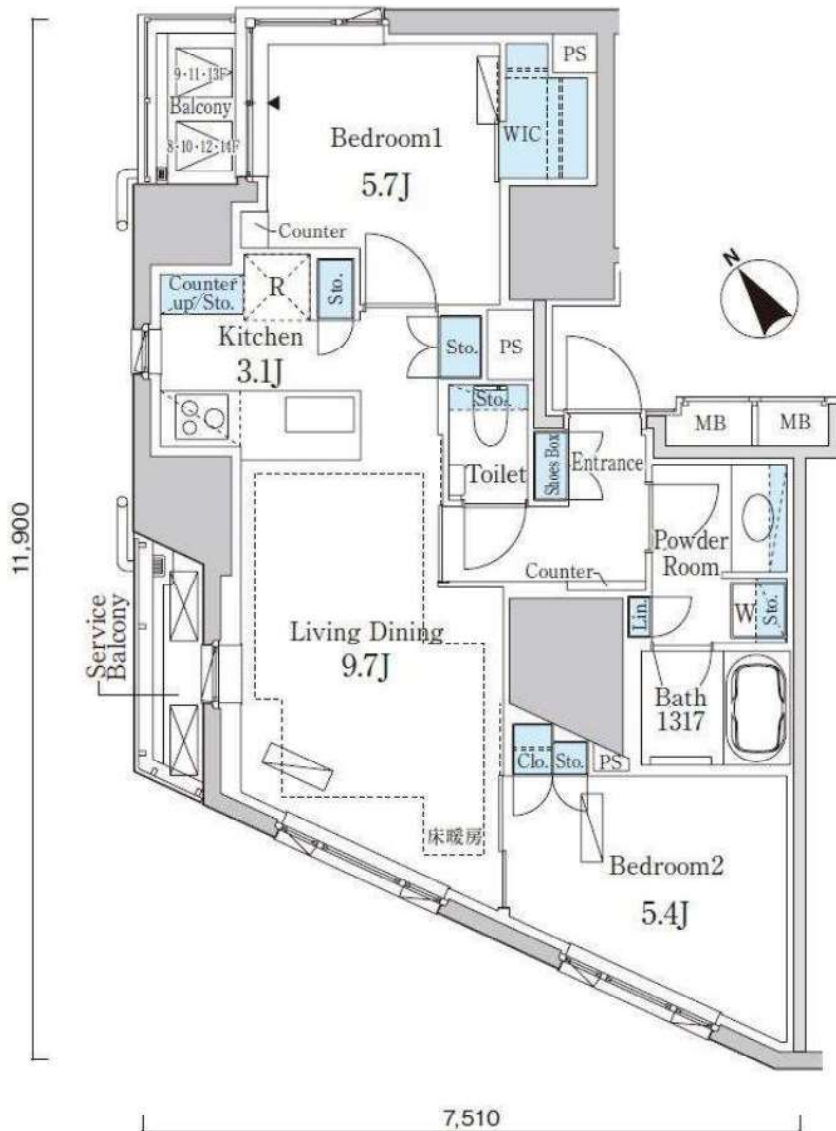 9・11・13F
Balcony
8・10・12・14F
Bedroom1
5.7J
WIC
PS
Counter
Counter
up/Sto.
R
Sto.
Kitchen
3.1J
Sto.
PS
N
Sto.
Toilet
Shoes Box
Entrance
MB
MB
Powder
Room
Counter
Lin.
W
Sto.
11,900
Service
Balcony
Living Dining
9.7J
Bath
1317
Clo.
Sto.
PS
床暖房
Bedroom2
5.4J
7,510